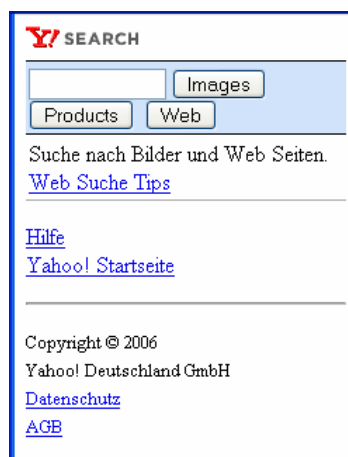 Y! SEARCH
Images
Products Web
Suche nach Bilder und Web Seiten.
Web Suche Tips
Hilfe
Yahoo! Startseite
Copyright © 2006
Yahoo! Deutschland GmbH
Datenschutz
AGB